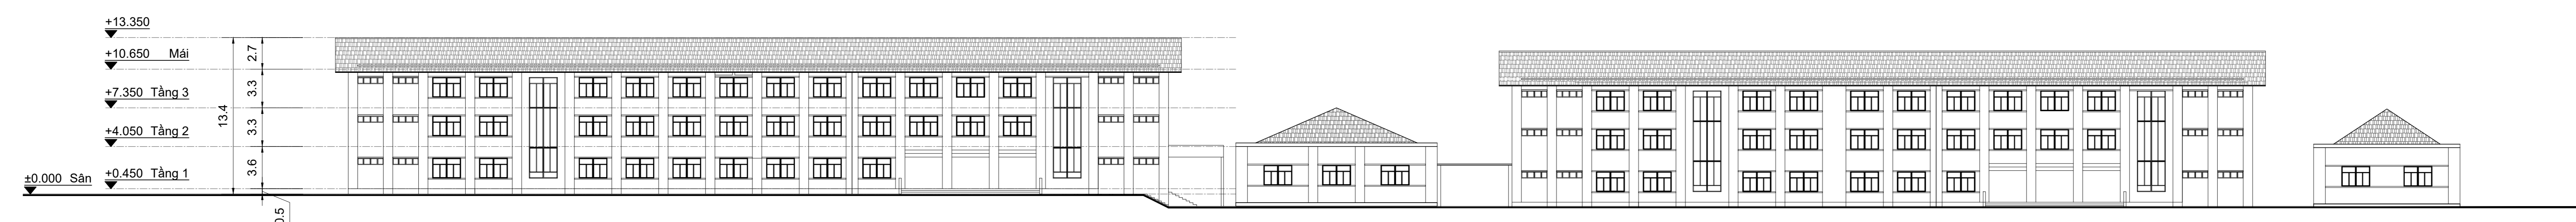 +13.350
+10.650 Mái
+7.350 Tầng 3
+4.050 Tầng 2
+0.450 Tầng 1
±0.000 Sân
13.4
2.7
3.3
3.3
3.6
0.5